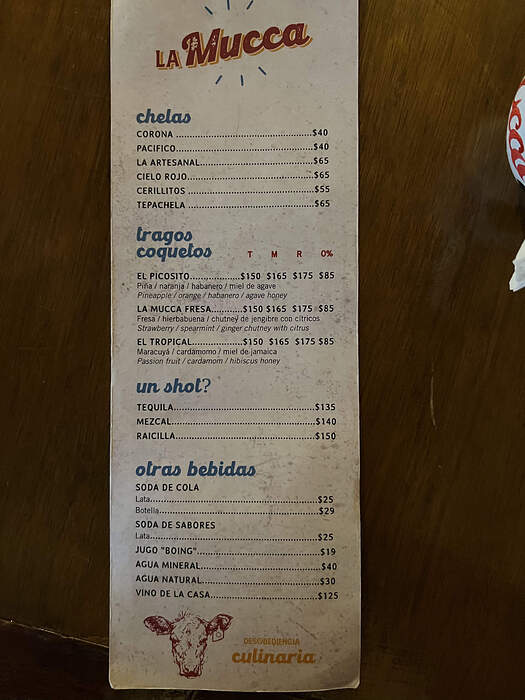 LA Mucca
chelas
CORONA ........................................$40
PACIFICO........................................$40
LA ARTESANAL................................$65
CIELO ROJO....................................$65
CERILLITOS ....................................$55
TEPACHELA ....................................$65
tragos
coquetos T M R 0%
EL PICOSITO................$150 $165 $175 $85
Piña / naranja / habanero / miel de agave
Pineapple / orange / habanero / agave honey
LA MUCCA FRESA..........$150 $165 $175 $85
Fresa / hierbabuena / chutney de jengibre con cítricos
Strawberry / spearmint / ginger chutney with citrus
EL TROPICAL................$150 $165 $175 $85
Maracuyá / cardamomo / miel de jamaica
Passion fruit / cardamom / hibiscus honey
un shot?
TEQUILA........................................$135
MEZCAL.........................................$140
RAICILLA........................................$150
otras bebidas
SODA DE COLA
Lata................................................$25
Botella............................................$29
SODA DE SABORES
Lata................................................$25
JUGO "BOING"................................$19
AGUA MINERAL................................$40
AGUA NATURAL...............................$30
VINO DE LA CASA............................$125
DESOBEDIENCIA
culinaria